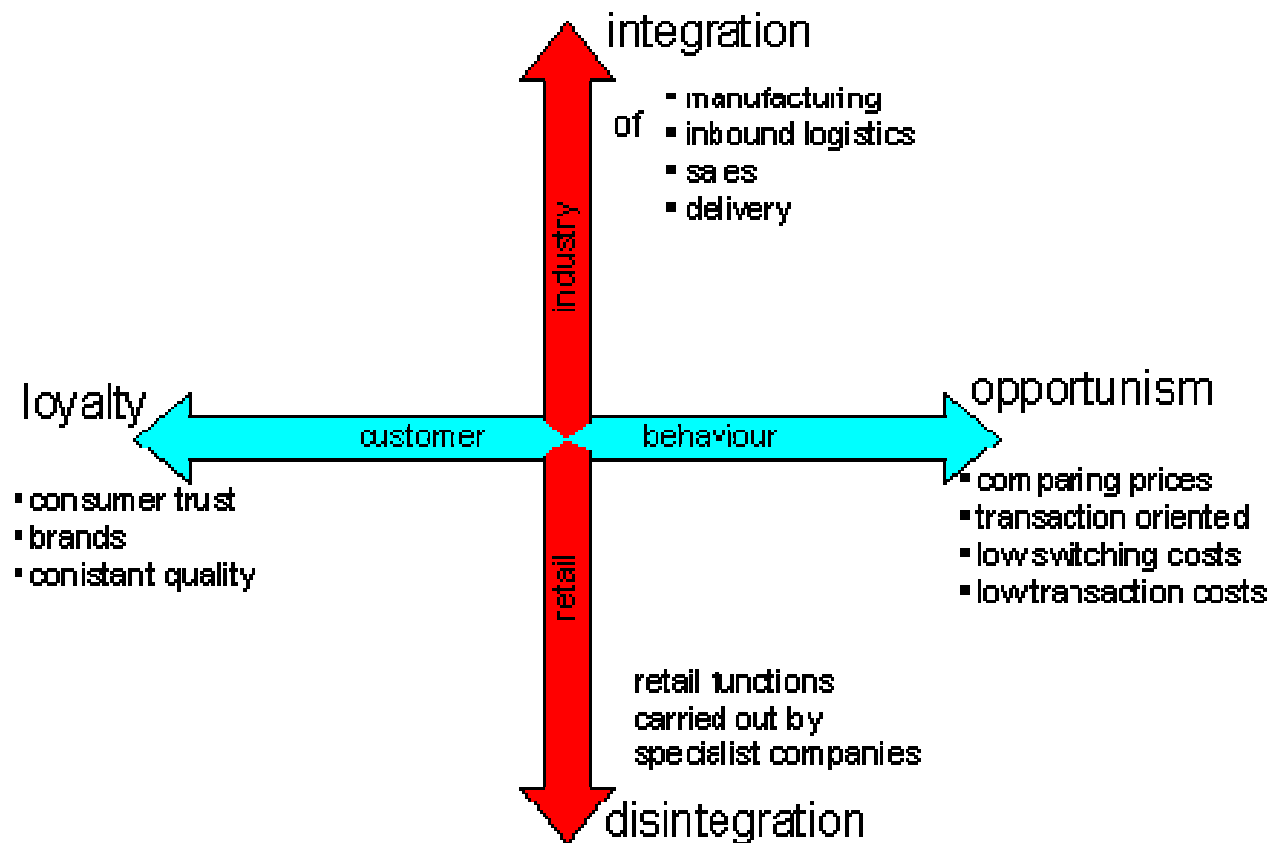 integration
of
▪ manufacturing
▪ inbound logistics
▪ sales
▪ delivery
industry
loyalty
opportunism
customer
behaviour
▪ consumer trust
▪ brands
▪ conistant quality
▪ comparing prices
▪ transaction oriented
▪ low switching costs
▪ low transaction costs
retail
retail functions
carried out by
specialist companies
disintegration